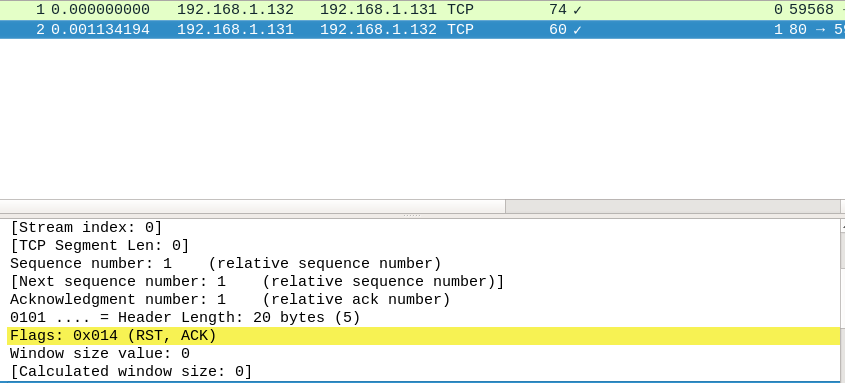 1 0.000000000 192.168.1.132 192.168.1.131 TCP 74 ✓ 0 59568
2 0.001134194 192.168.1.131 192.168.1.132 TCP 60 ✓ 1 80 → 59
[Stream index: 0]
[TCP Segment Len: 0]
Sequence number: 1 (relative sequence number)
[Next sequence number: 1 (relative sequence number)]
Acknowledgment number: 1 (relative ack number)
0101 .... = Header Length: 20 bytes (5)
Flags: 0x014 (RST, ACK)
Window size value: 0
[Calculated window size: 0]